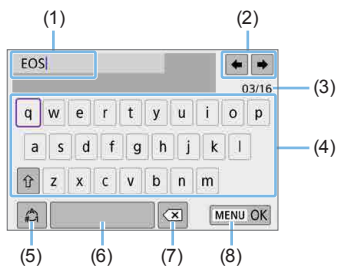 (1) (2)
EOS
03/16 (3)
q w e r t y u i o p
a s d f g h j k l (4)
z x c v b n m
MENU OK
(5) (6) (7) (8)